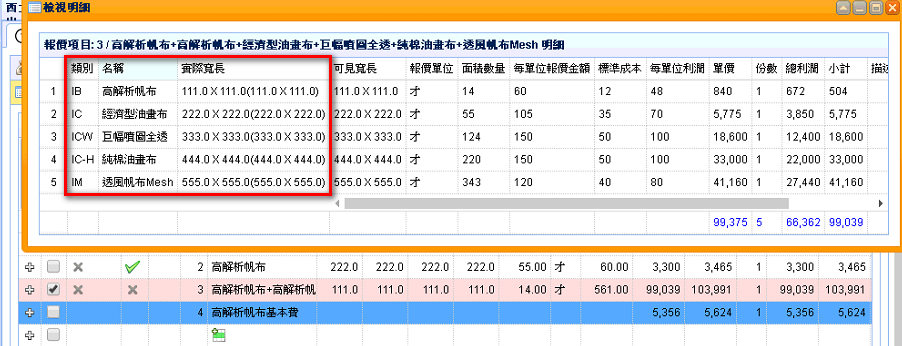 檢視明細
報價項目: 3 / 高解析帆布+高解析帆布+經濟型油畫布+巨幅噴圖全透+純棉油畫布+透風帆布Mesh 明細
類別 名稱 實際寬長 可見寬長 報價單位 面積數量 每單位報價金額 標準成本 每單位利潤 單價 份數 總利潤 小計 描述
1 IB 高解析帆布 111.0 X 111.0(111.0 X 111.0) 111.0 X 111.0 才 14 60 12 48 840 1 672 504
2 IC 經濟型油畫布 222.0 X 222.0(222.0 X 222.0) 222.0 X 222.0 才 55 105 35 70 5,775 1 3,850 5,775
3 ICW 巨幅噴圖全透 333.0 X 333.0(333.0 X 333.0) 333.0 X 333.0 才 124 150 50 100 18,600 1 12,400 18,600
4 IC-H 純棉油畫布 444.0 X 444.0(444.0 X 444.0) 444.0 X 444.0 才 220 150 50 100 33,000 1 22,000 33,000
5 IM 透風帆布Mesh 555.0 X 555.0(555.0 X 555.0) 555.0 X 555.0 才 343 120 40 80 41,160 1 27,440 41,160
99,375 5 66,362 99,039
2 高解析帆布 222.0 222.0 222.0 222.0 55.00 才 60.00 3,300 3,465 1 3,300 3,465
3 高解析帆布+高解析帆 111.0 111.0 111.0 111.0 14.00 才 561.00 99,039 103,991 1 99,039 103,991
4 高解析帆布基本費 5,356 5,624 1 5,356 5,624